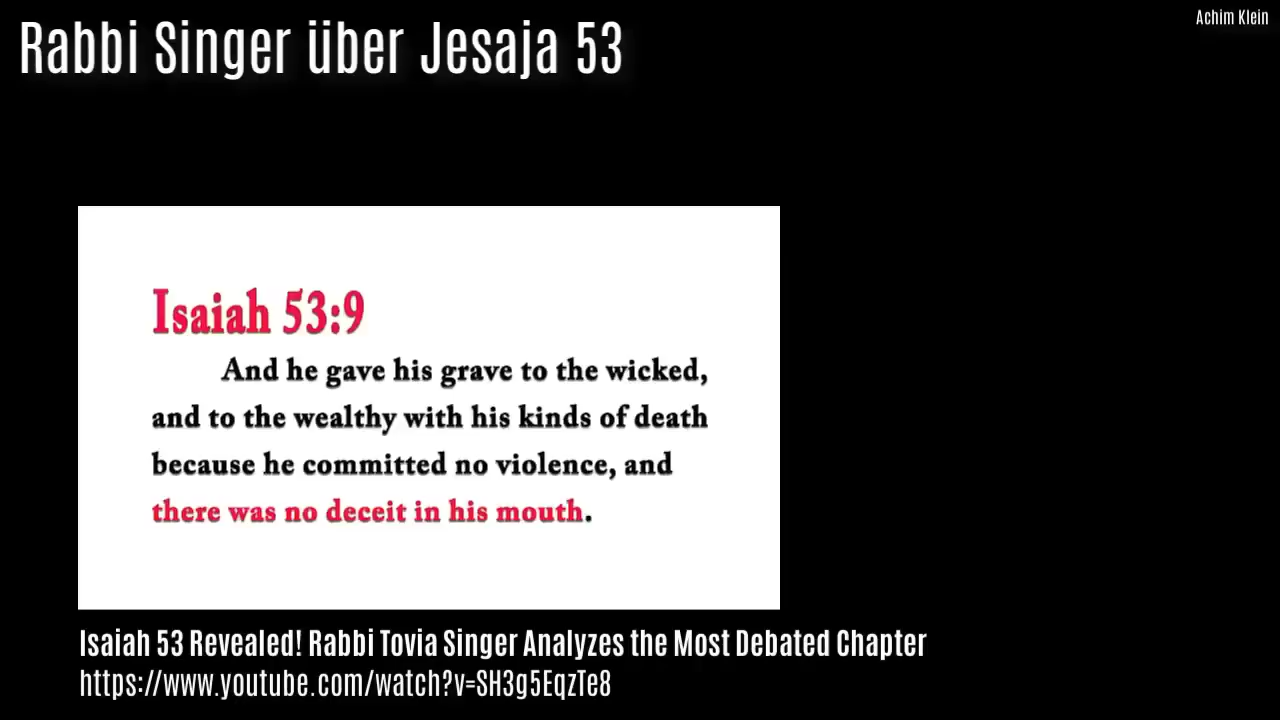 Rabbi Singer über Jesaja 53
Achim Klein
Isaiah 53:9
And he gave his grave to the wicked,
and to the wealthy with his kinds of death
because he committed no violence, and
there was no deceit in his mouth.
Isaiah 53 Revealed! Rabbi Tovia Singer Analyzes the Most Debated Chapter
https://www.youtube.com/watch?v=SH3g5EqzTe8